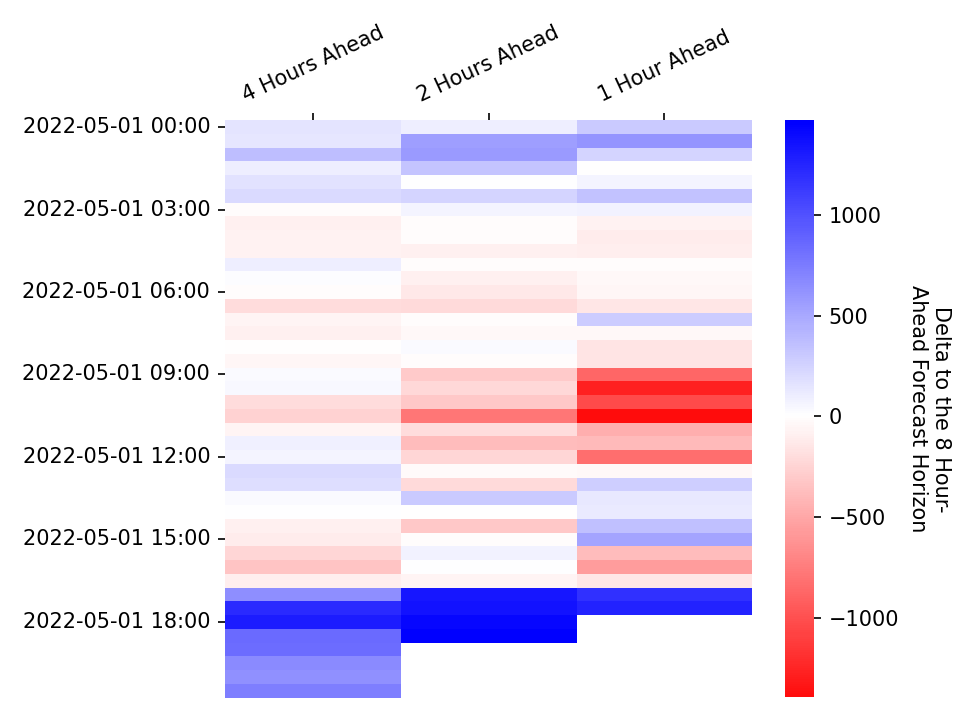 4 Hours Ahead
2 Hours Ahead
1 Hour Ahead
2022-05-01 00:00
2022-05-01 03:00
2022-05-01 06:00
2022-05-01 09:00
2022-05-01 12:00
2022-05-01 15:00
2022-05-01 18:00
1000
500
0
−500
−1000
Delta to the 8 Hour-
Ahead Forecast Horizon